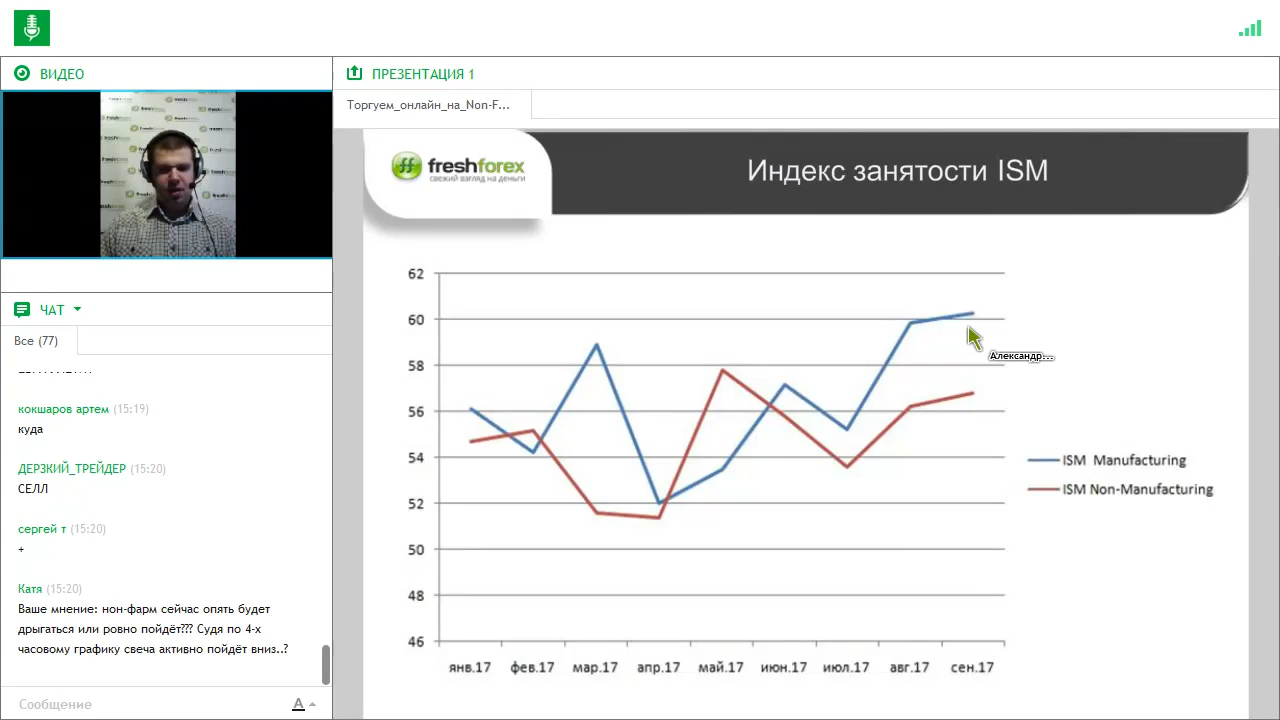 ВИДЕО
freshforex
ЧАТ
Все (77)
кокшаров артем (15:19)
куда
ДЕРЗКИЙ_ТРЕЙДЕР (15:20)
СЕЛЛ
сергей т (15:20)
+
Катя (15:20)
Ваше мнение: нон-фарм сейчас опять будет
дрыгаться или ровно пойдёт??? Судя по 4-х
часовому графику свеча активно пойдёт вниз..?
Сообщение
A
ПРЕЗЕНТАЦИЯ 1
Торгуем_онлайн_на_Non-F...
ff freshforex
свежий взгляд на деньги
Индекс занятости ISM
62
60
58
56
54
52
50
48
46
янв.17 фев.17 мар.17 апр.17 май.17 июн.17 июл.17 авг.17 сен.17
Александр...
ISM Manufacturing
ISM Non-Manufacturing